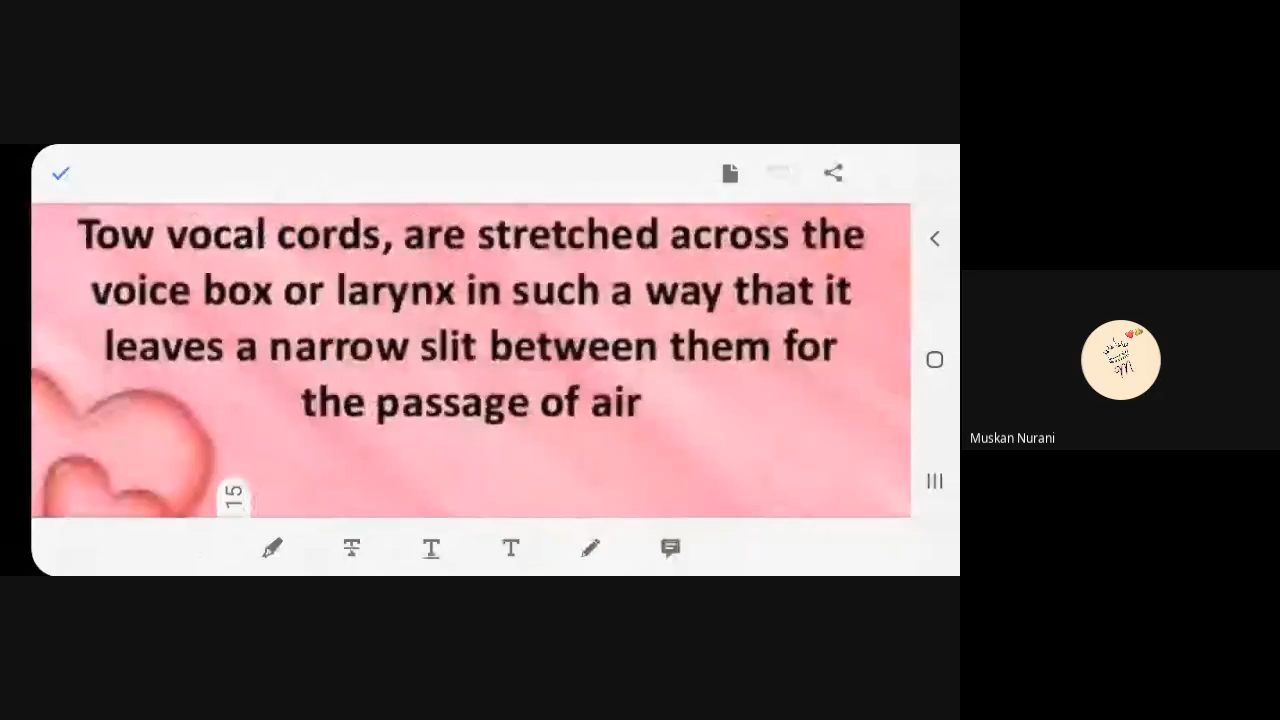 Tow vocal cords, are stretched across the
voice box or larynx in such a way that it
leaves a narrow slit between them for
the passage of air
15
Muskan Nurani